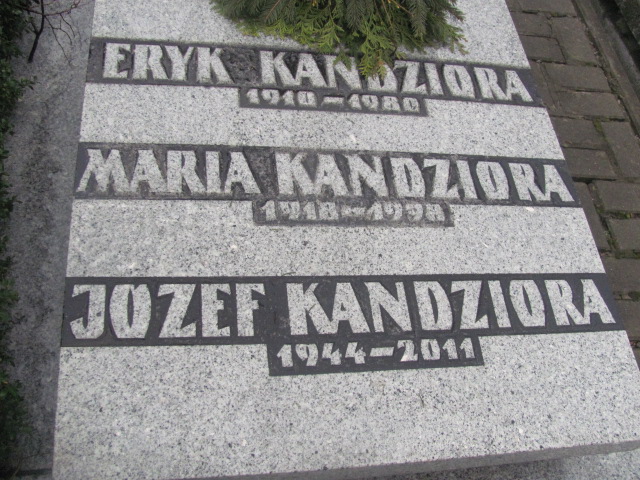 ERYK KANDZIORA
1910-1980
MARIA KANDZIORA
1918-1998
JOZEF KANDZIORA
1944-2011